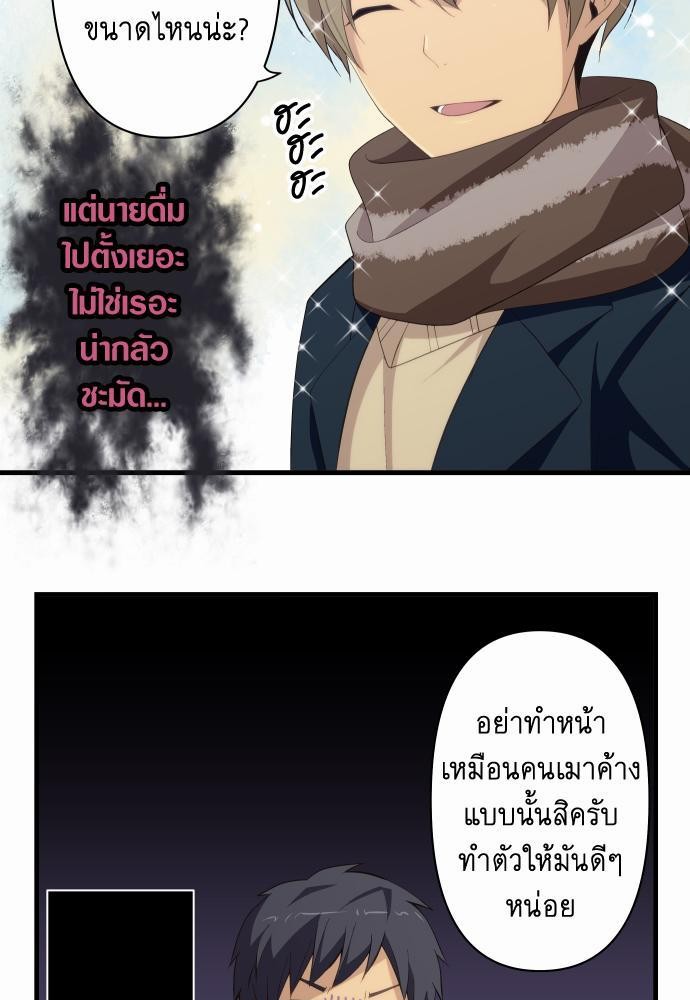 ขนาดไหนน่ะ?
ฮะ
ฮะ
ฮะ
แต่นายดื่ม
ไปตั้งเยอะ
ไม่ใช่เรอะ
น่ากลัว
ชะมัด...
อย่าทำหน้า
เหมือนคนเมาค้าง
แบบนั้นสิครับ
ทำตัวให้มันดีๆ
หน่อย